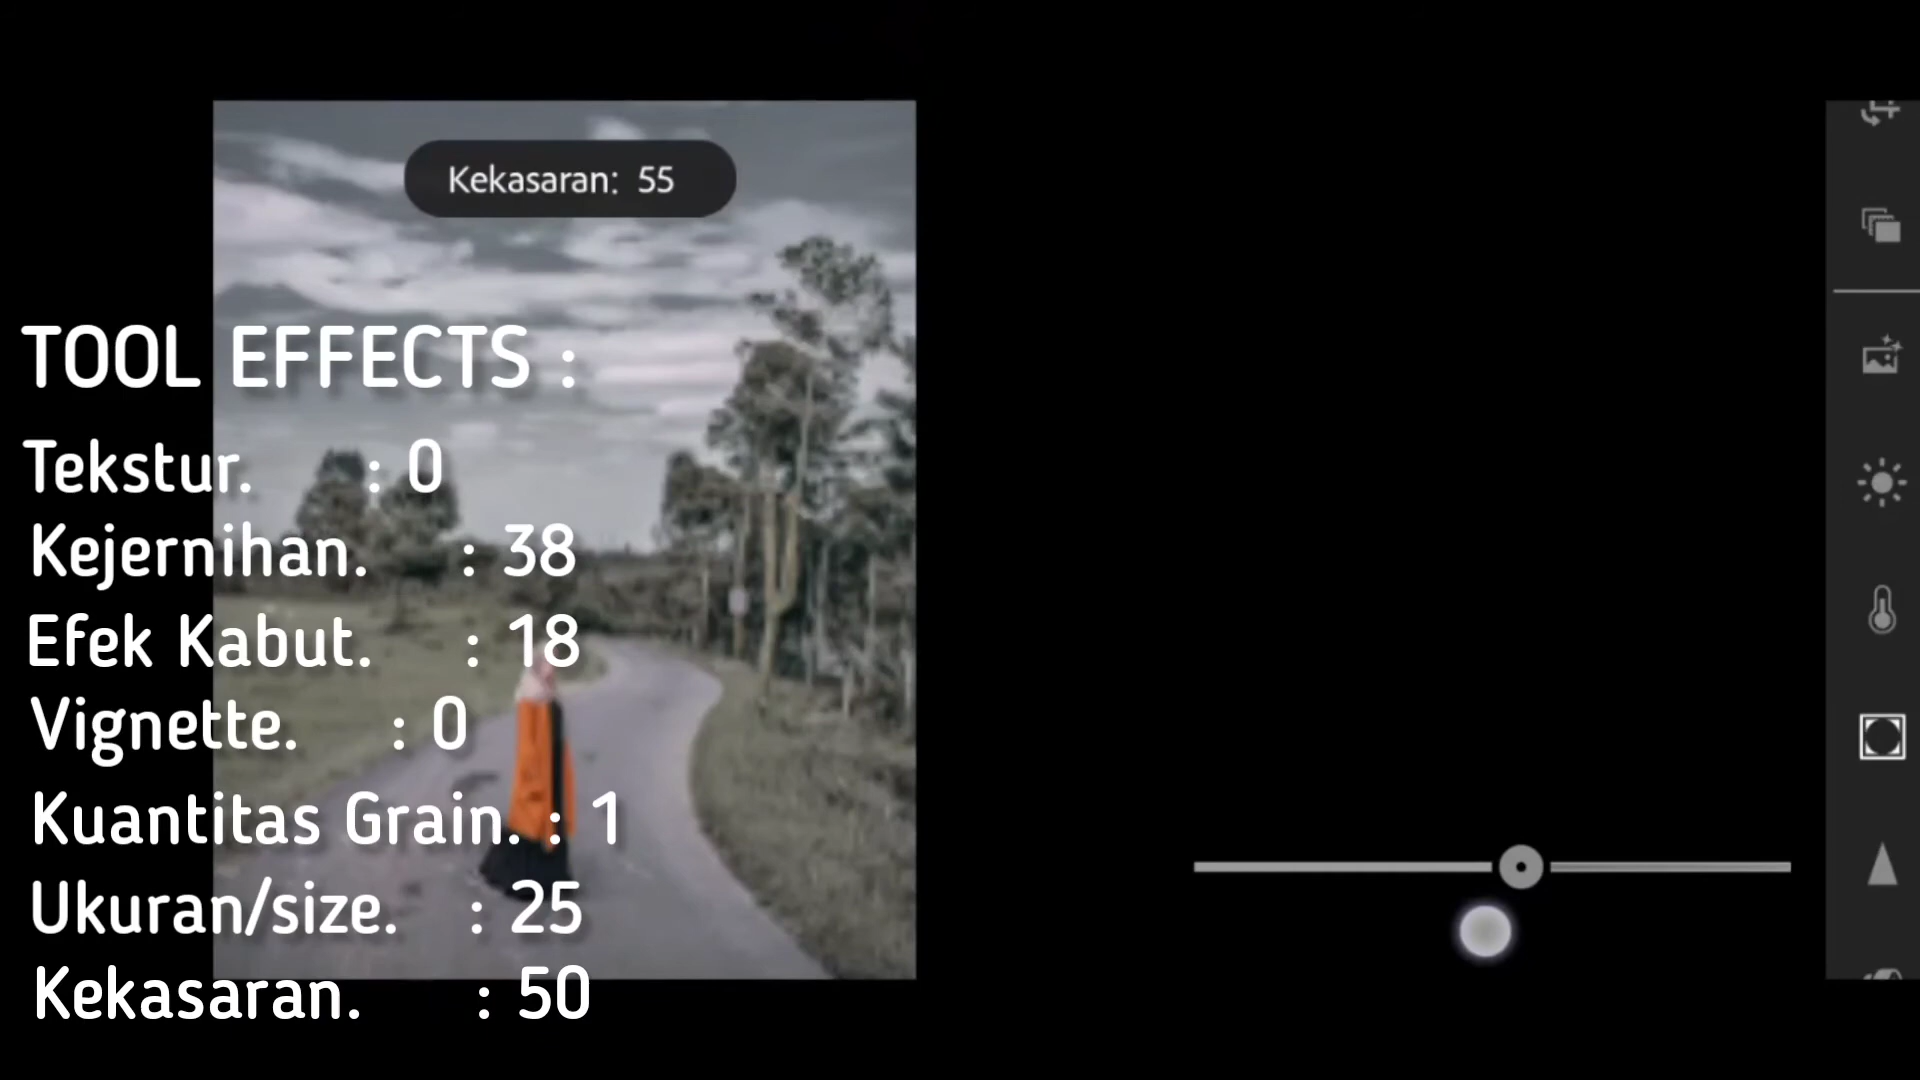 Kekasaran: 55
TOOL EFFECTS :
Tekstur. : 0
Kejernihan. : 38
Efek Kabut. : 18
Vignette. : 0
Kuantitas Grain. : 1
Ukuran/size. : 25
Kekasaran. : 50